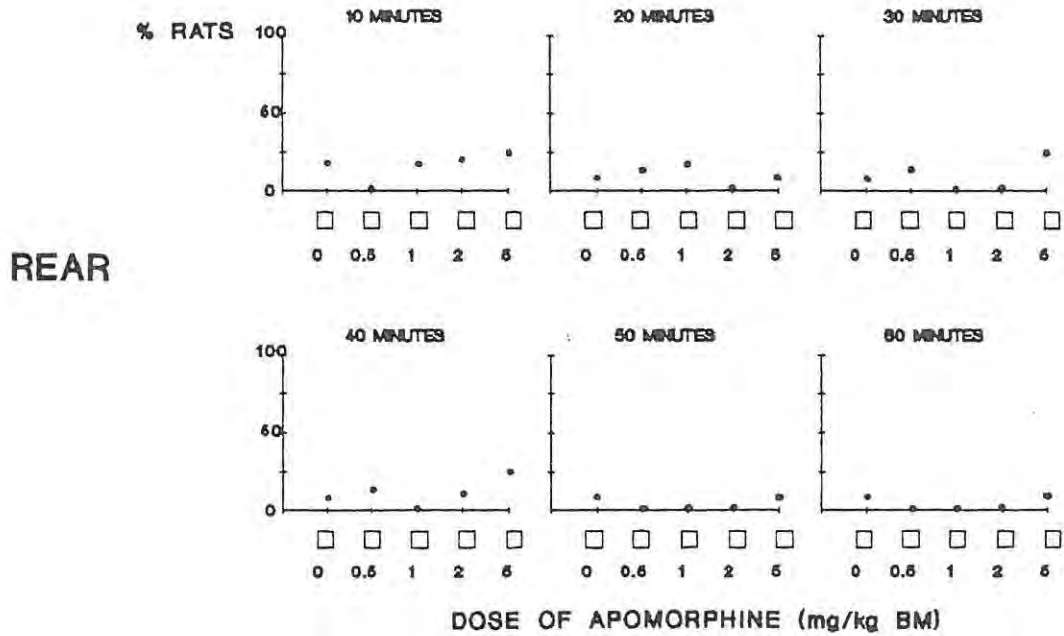 10 MINUTES 20 MINUTES 30 MINUTES
% RATS 100
50
0
0 0.5 1 2 5 0 0.5 1 2 5 0 0.5 1 2 5
REAR
40 MINUTES 50 MINUTES 60 MINUTES
100
50
0
0 0.5 1 2 5 0 0.5 1 2 5 0 0.5 1 2 5
DOSE OF APOMORPHINE (mg/kg BM)